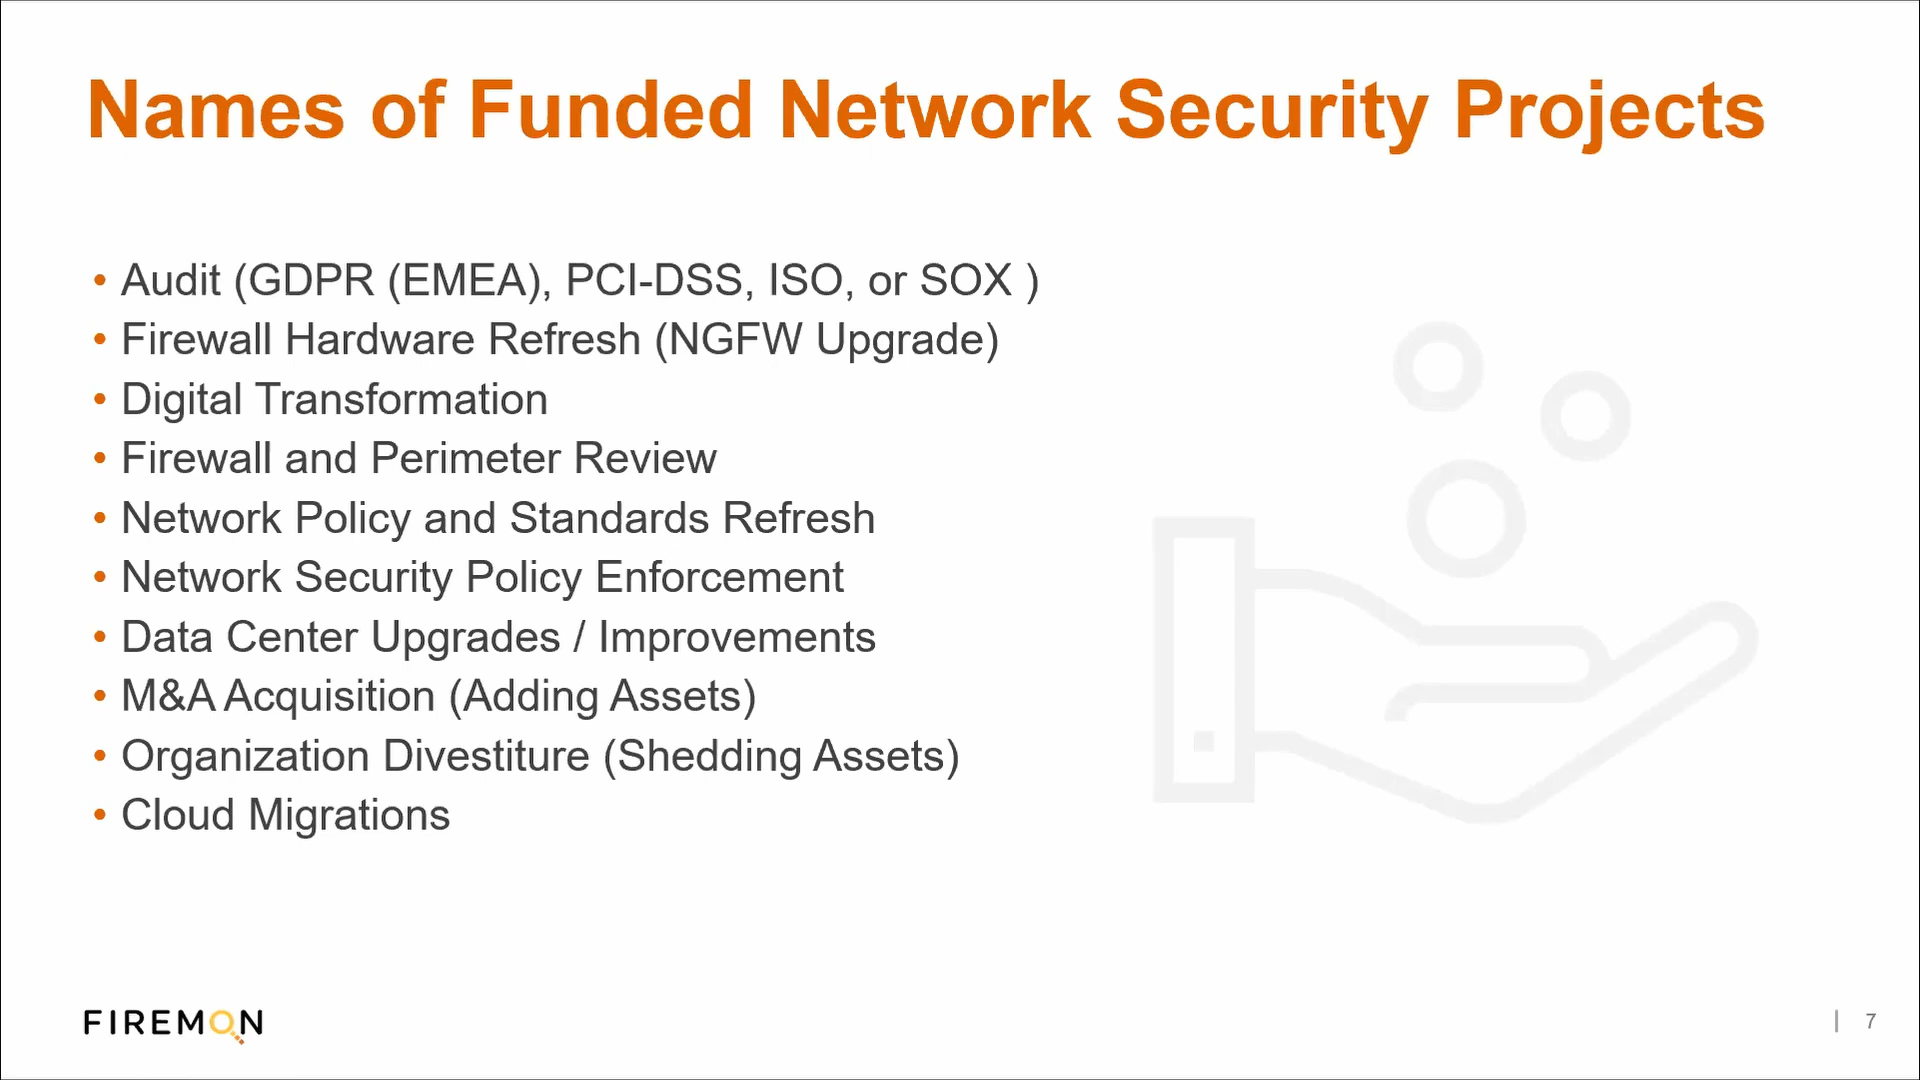 Names of Funded Network Security Projects
• Audit (GDPR (EMEA), PCI-DSS, ISO, or SOX )
• Firewall Hardware Refresh (NGFW Upgrade)
• Digital Transformation
• Firewall and Perimeter Review
• Network Policy and Standards Refresh
• Network Security Policy Enforcement
• Data Center Upgrades / Improvements
• M&A Acquisition (Adding Assets)
• Organization Divestiture (Shedding Assets)
• Cloud Migrations
FIREMON
| 7